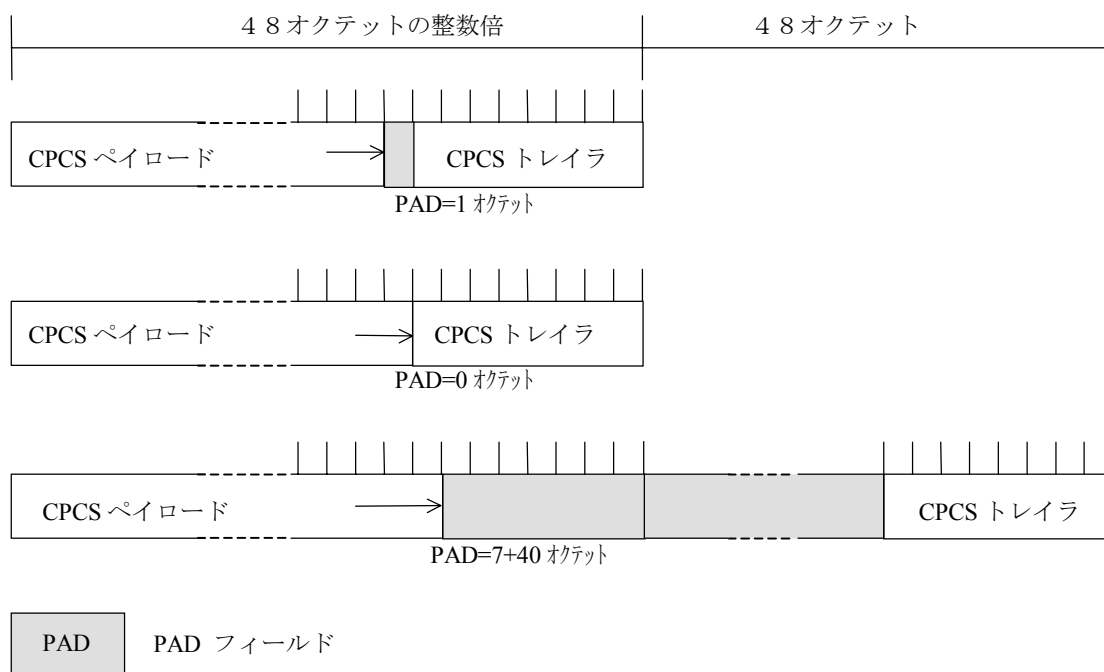 ４８オクテットの整数倍 ４８オクテット
CPCS ペイロード CPCS トレイラ
PAD=1 ｵｸﾃｯﾄ
CPCS ペイロード CPCS トレイラ
PAD=0 ｵｸﾃｯﾄ
CPCS ペイロード CPCS トレイラ
PAD=7+40 ｵｸﾃｯﾄ
PAD PAD フィールド